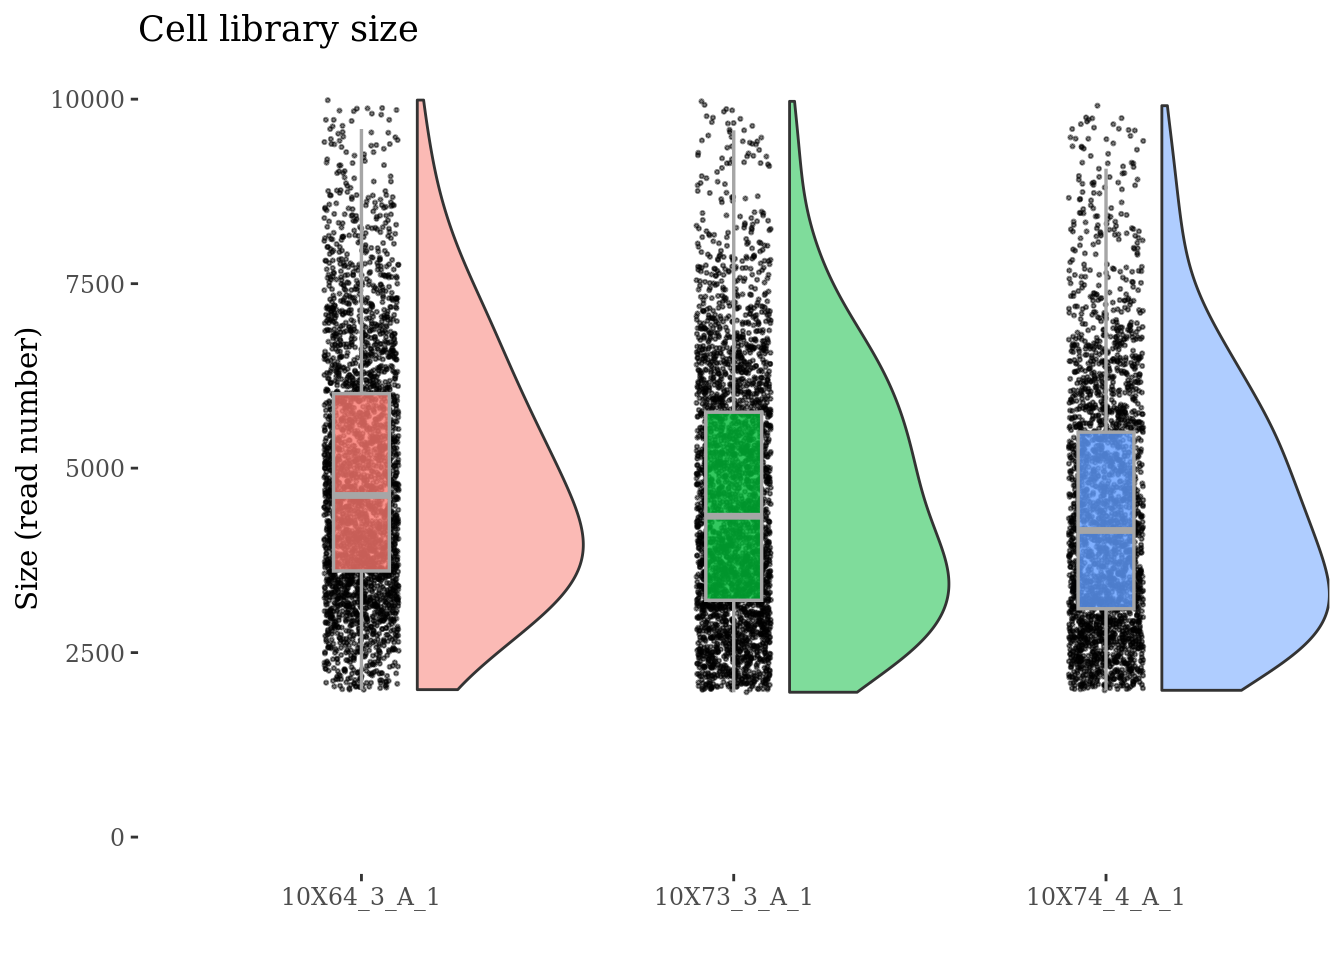 Cell library size
Size (read number)
10000
7500
5000
2500
0
10X64_3_A_1
10X73_3_A_1
10X74_4_A_1